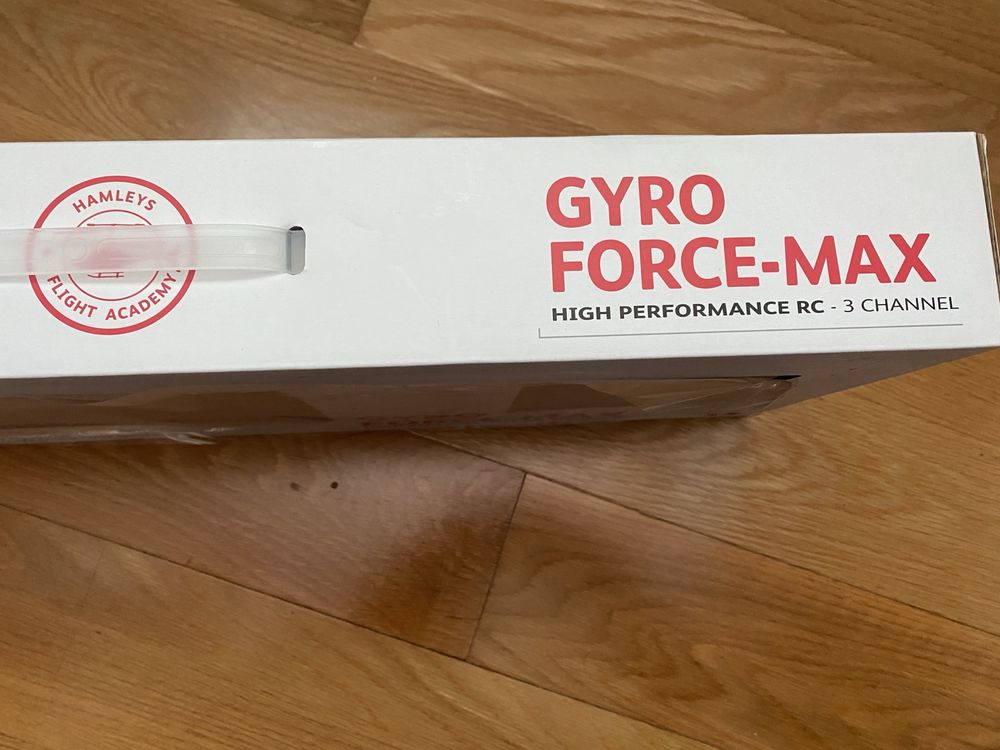 HAMLEYS
FLIGHT ACADEMY
GYRO
FORCE-MAX
HIGH PERFORMANCE RC - 3 CHANNEL